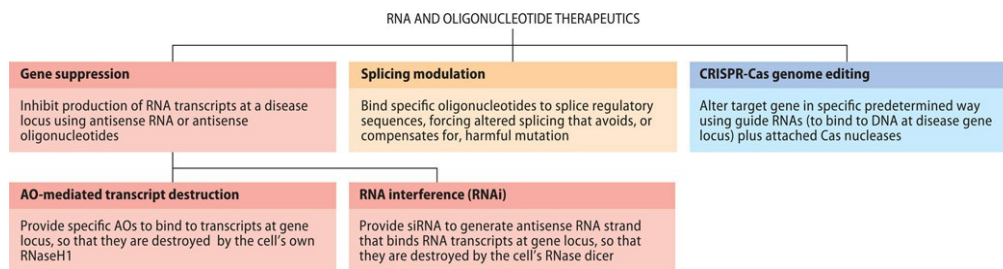 RNA AND OLIGONUCLEOTIDE THERAPEUTICS
Gene suppression
Inhibit production of RNA transcripts at a disease
locus using antisense RNA or antisense
oligonucleotides
Splicing modulation
Bind specific oligonucleotides to splice regulatory
sequences, forcing altered splicing that avoids, or
compensates for, harmful mutation
CRISPR-Cas genome editing
Alter target gene in specific predetermined way
using guide RNAs (to bind to DNA at disease gene
locus) plus attached Cas nucleases
AO-mediated transcript destruction
Provide specific AOs to bind to transcripts at gene
locus, so that they are destroyed by the cell's own
RNaseH1
RNA interference (RNAi)
Provide siRNA to generate antisense RNA strand
that binds RNA transcripts at gene locus, so that
they are destroyed by the cell's RNase dicer